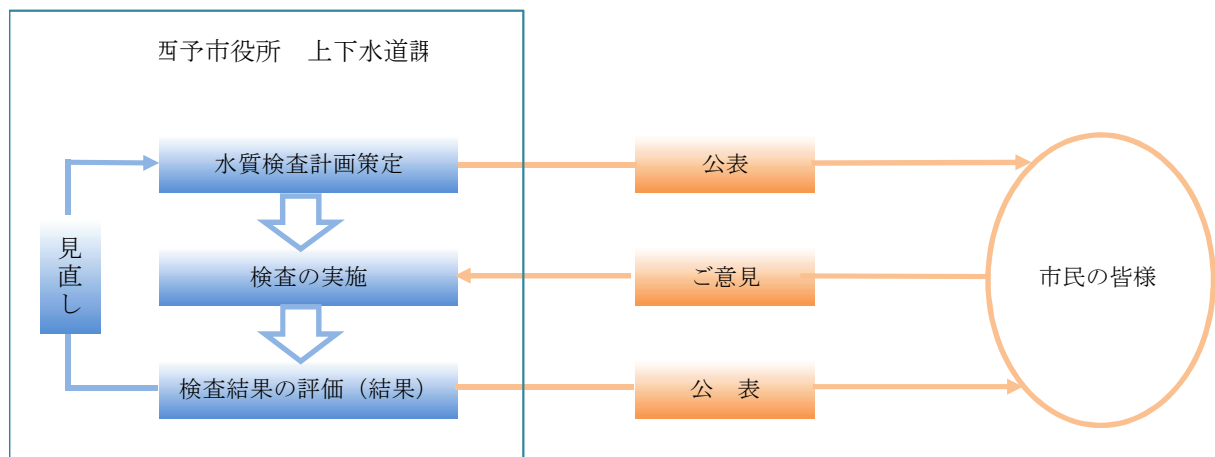 西予市役所　上下水道課
水質検査計画策定
公表
見直し
検査の実施
ご意見
市民の皆様
検査結果の評価（結果）
公　表